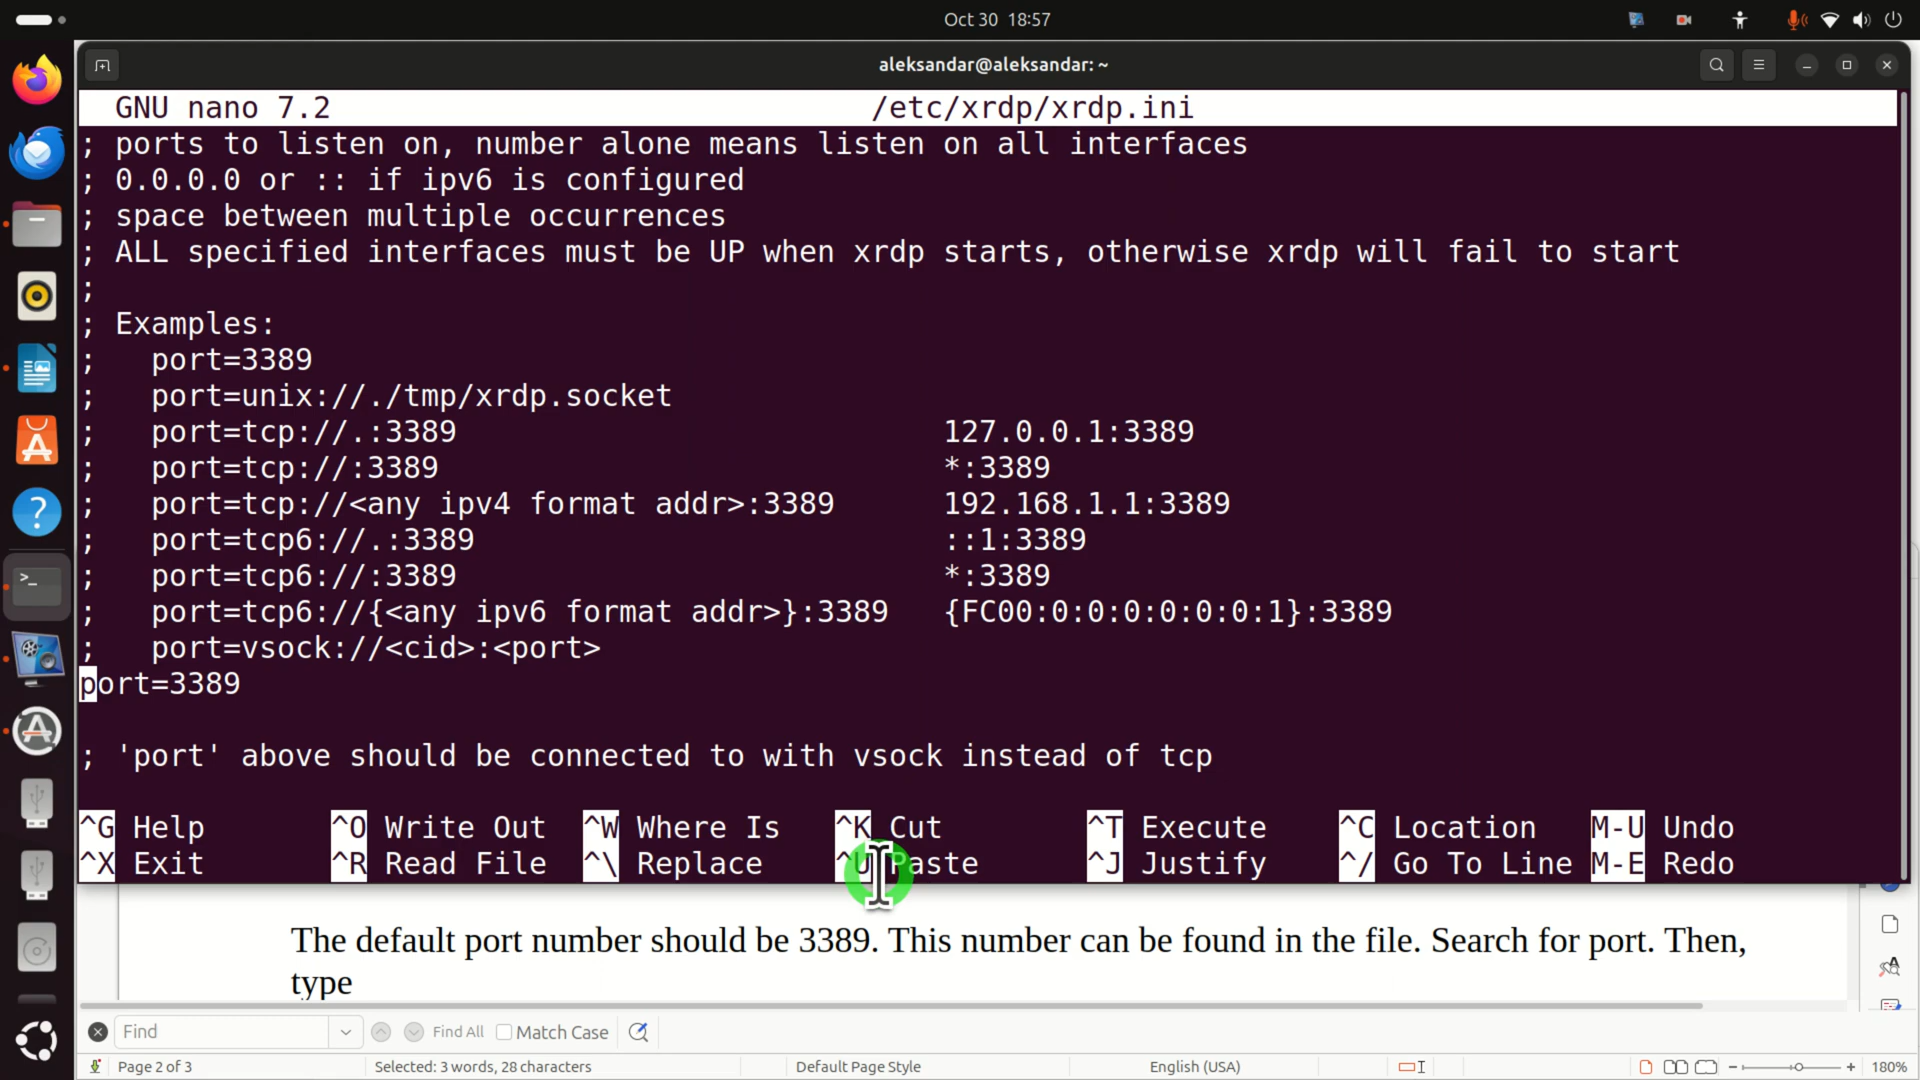 Oct 30 18:57
aleksandar@aleksandar: ~
GNU nano 7.2 /etc/xrdp/xrdp.ini
; ports to listen on, number alone means listen on all interfaces
; 0.0.0.0 or :: if ipv6 is configured
; space between multiple occurrences
; ALL specified interfaces must be UP when xrdp starts, otherwise xrdp will fail to start
;
; Examples:
; port=3389
; port=unix://./tmp/xrdp.socket
; port=tcp://.:3389 127.0.0.1:3389
; port=tcp://:3389 *:3389
; port=tcp://<any ipv4 format addr>:3389 192.168.1.1:3389
; port=tcp6://.:3389 ::1:3389
; port=tcp6://:3389 *:3389
; port=tcp6://{<any ipv6 format addr>}:3389 {FC00:0:0:0:0:0:0:1}:3389
; port=vsock://<cid>:<port>
port=3389
; 'port' above should be connected to with vsock instead of tcp
^G Help ^O Write Out ^W Where Is ^K Cut ^T Execute ^C Location M-U Undo
^X Exit ^R Read File ^\ Replace ^U Paste ^J Justify ^/ Go To Line M-E Redo
The default port number should be 3389. This number can be found in the file. Search for port. Then,
type
Find Find All Match Case
Page 2 of 3 Selected: 3 words, 28 characters Default Page Style English (USA) 180%